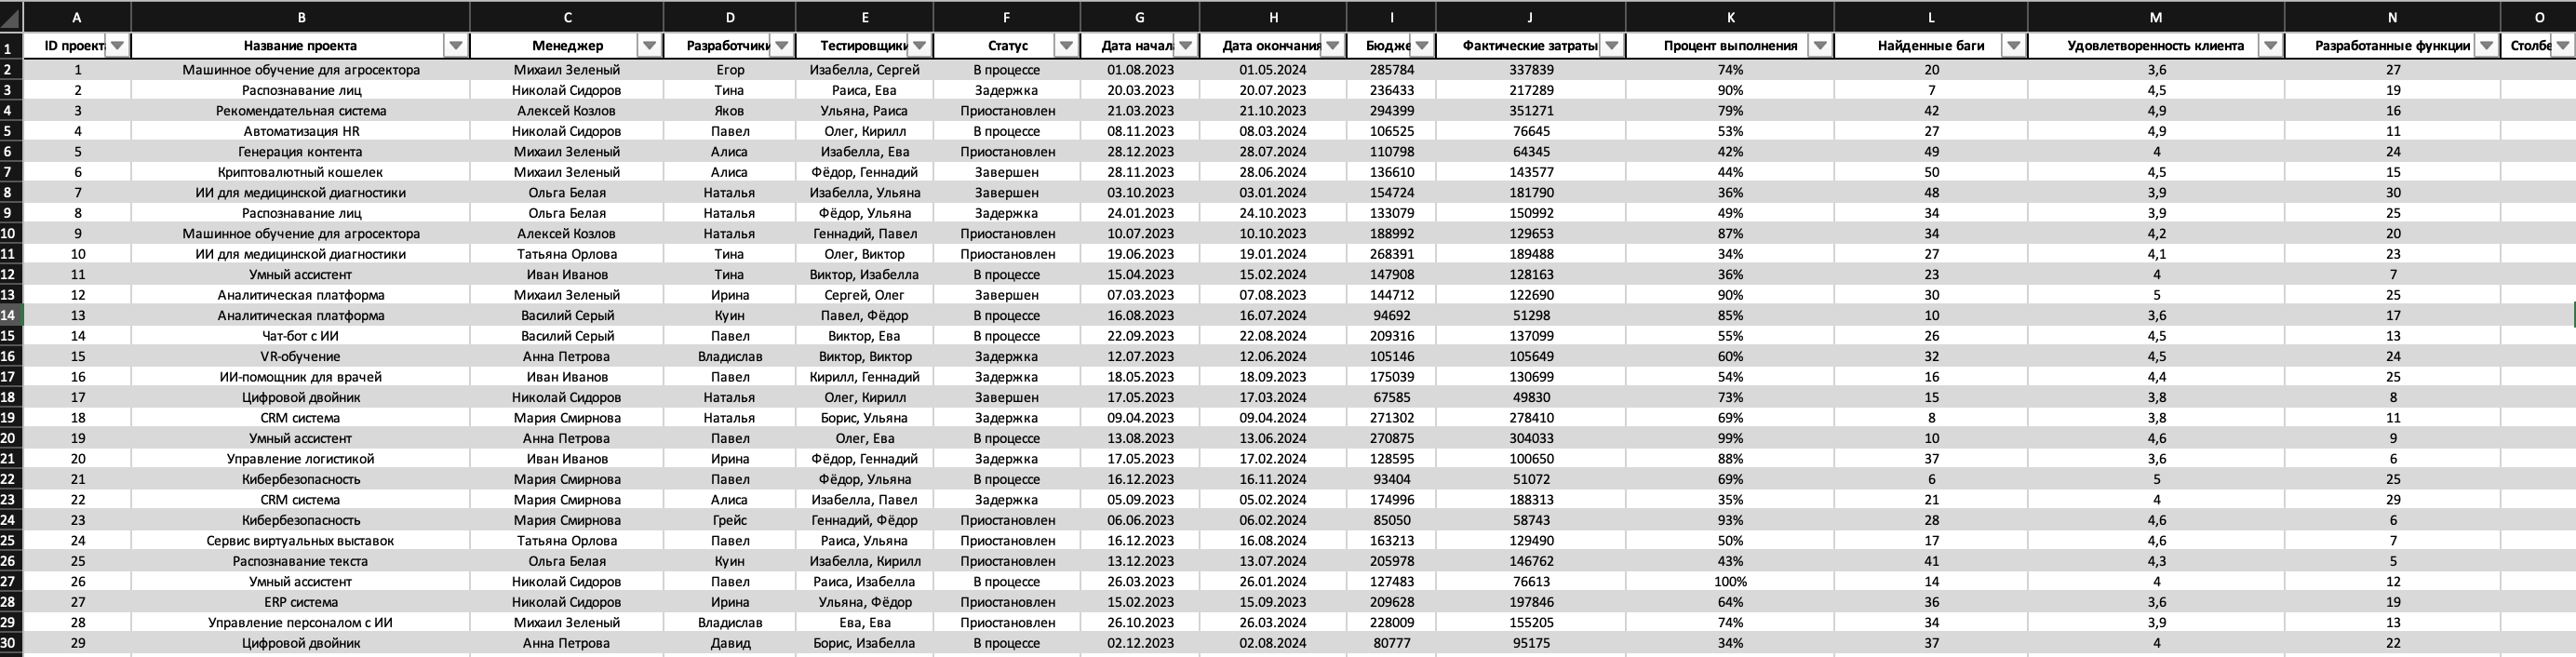 A B C D E F G H I J K L M N O
1 ID проект Название проекта Менеджер Разработчики Тестировщики Статус Дата начал Дата окончания Бюдже Фактические затраты Процент выполнения Найденные баги Удовлетворенность клиента Разработанные функции Столбе
2 1 Машинное обучение для агросектора Михаил Зеленый Егор Изабелла, Сергей В процессе 01.08.2023 01.05.2024 285784 337839 74% 20 3,6 27
3 2 Распознавание лиц Николай Сидоров Тина Раиса, Ева Задержка 20.03.2023 20.07.2023 236433 217289 90% 7 4,5 19
4 3 Рекомендательная система Алексей Козлов Яков Ульяна, Раиса Приостановлен 21.03.2023 21.10.2023 294399 351271 79% 42 4,9 16
5 4 Автоматизация HR Николай Сидоров Павел Олег, Кирилл В процессе 08.11.2023 08.03.2024 106525 76645 53% 27 4,9 11
6 5 Генерация контента Михаил Зеленый Алиса Изабелла, Ева Приостановлен 28.12.2023 28.07.2024 110798 64345 42% 49 4 24
7 6 Криптовалютный кошелек Михаил Зеленый Алиса Фёдор, Геннадий Завершен 28.11.2023 28.06.2024 136610 143577 44% 50 4,5 15
8 7 ИИ для медицинской диагностики Ольга Белая Наталья Изабелла, Ульяна Завершен 03.10.2023 03.01.2024 154724 181790 36% 48 3,9 30
9 8 Распознавание лиц Ольга Белая Наталья Фёдор, Ульяна Задержка 24.01.2023 24.10.2023 133079 150992 49% 34 3,9 25
10 9 Машинное обучение для агросектора Алексей Козлов Наталья Геннадий, Павел Приостановлен 10.07.2023 10.10.2023 188992 129653 87% 34 4,2 20
11 10 ИИ для медицинской диагностики Татьяна Орлова Тина Олег, Виктор Приостановлен 19.06.2023 19.01.2024 268391 189488 34% 27 4,1 23
12 11 Умный ассистент Иван Иванов Тина Виктор, Изабелла В процессе 15.04.2023 15.02.2024 147908 128163 36% 23 4 7
13 12 Аналитическая платформа Михаил Зеленый Ирина Сергей, Олег Завершен 07.03.2023 07.08.2023 144712 122690 90% 30 5 25
14 13 Аналитическая платформа Василий Серый Куин Павел, Фёдор В процессе 16.08.2023 16.07.2024 94692 51298 85% 10 3,6 17
15 14 Чат-бот с ИИ Василий Серый Павел Виктор, Ева В процессе 22.09.2023 22.08.2024 209316 137099 55% 26 4,5 13
16 15 VR-обучение Анна Петрова Владислав Виктор, Виктор Задержка 12.07.2023 12.06.2024 105146 105649 60% 32 4,5 24
17 16 ИИ-помощник для врачей Иван Иванов Павел Кирилл, Геннадий Задержка 18.05.2023 18.09.2023 175039 130699 54% 16 4,4 25
18 17 Цифровой двойник Николай Сидоров Наталья Олег, Кирилл Завершен 17.05.2023 17.03.2024 67585 49830 73% 15 3,8 8
19 18 CRM система Мария Смирнова Наталья Борис, Ульяна Задержка 09.04.2023 09.04.2024 271302 278410 69% 8 3,8 11
20 19 Умный ассистент Анна Петрова Павел Олег, Ева В процессе 13.08.2023 13.06.2024 270875 304033 99% 10 4,6 9
21 20 Управление логистикой Иван Иванов Ирина Фёдор, Геннадий Задержка 17.05.2023 17.02.2024 128595 100650 88% 37 3,6 6
22 21 Кибербезопасность Мария Смирнова Павел Фёдор, Ульяна В процессе 16.12.2023 16.11.2024 93404 51072 69% 6 5 25
23 22 CRM система Мария Смирнова Алиса Изабелла, Павел Задержка 05.09.2023 05.02.2024 174996 188313 35% 21 4 29
24 23 Кибербезопасность Мария Смирнова Грейс Геннадий, Фёдор Приостановлен 06.06.2023 06.02.2024 85050 58743 93% 28 4,6 6
25 24 Сервис виртуальных выставок Татьяна Орлова Павел Раиса, Ульяна Приостановлен 16.12.2023 16.08.2024 163213 129490 50% 17 4,6 7
26 25 Распознавание текста Ольга Белая Куин Изабелла, Кирилл Приостановлен 13.12.2023 13.07.2024 205978 146762 43% 41 4,3 5
27 26 Умный ассистент Николай Сидоров Павел Раиса, Изабелла В процессе 26.03.2023 26.01.2024 127483 76613 100% 14 4 12
28 27 ERP система Николай Сидоров Ирина Ульяна, Фёдор Приостановлен 15.02.2023 15.09.2023 209628 197846 64% 36 3,6 19
29 28 Управление персоналом с ИИ Михаил Зеленый Владислав Ева, Ева Приостановлен 26.10.2023 26.03.2024 228009 155205 74% 34 3,9 13
30 29 Цифровой двойник Анна Петрова Давид Борис, Изабелла В процессе 02.12.2023 02.08.2024 80777 95175 34% 37 4 22